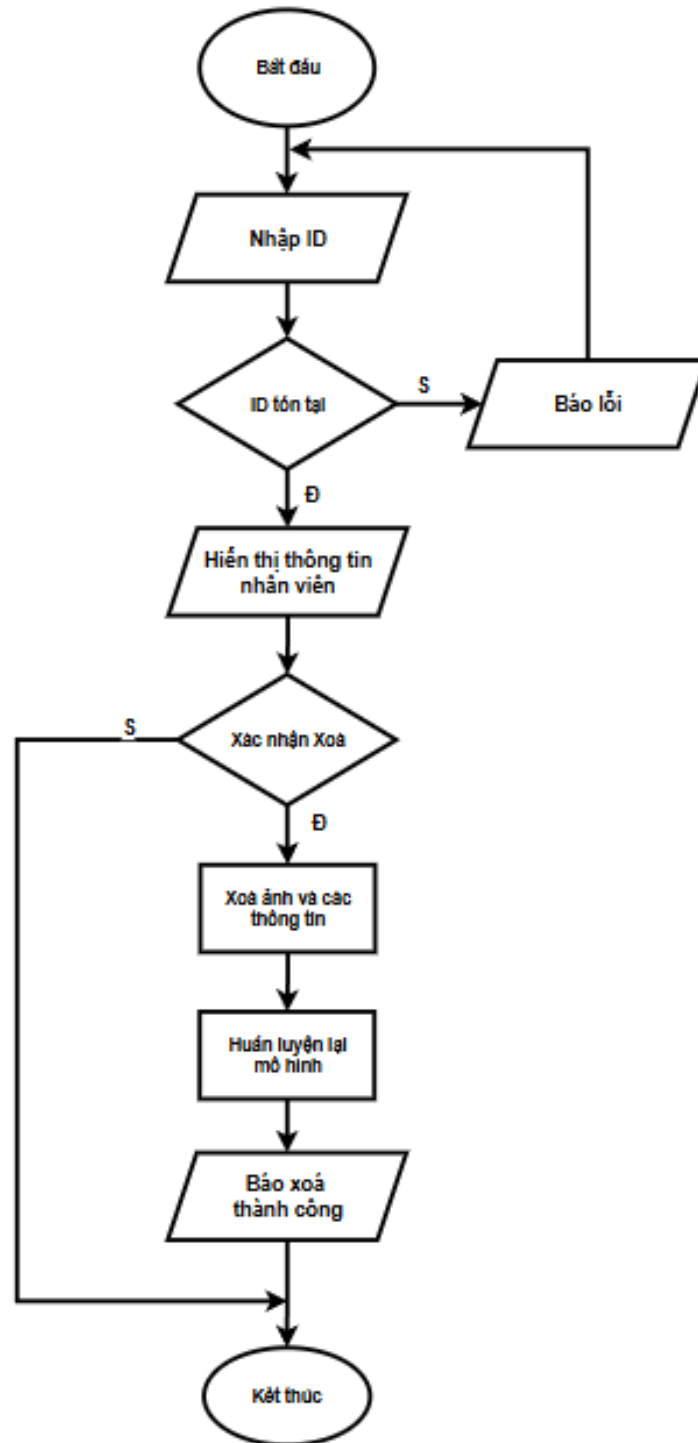 Bắt đầu
Nhập ID
ID tồn tại
S
Báo lỗi
Đ
Hiển thị thông tin
nhân viên
S
Xác nhận Xoá
Đ
Xoá ảnh và các
thông tin
Huấn luyện lại
mô hình
Báo xoá
thành công
Kết thúc